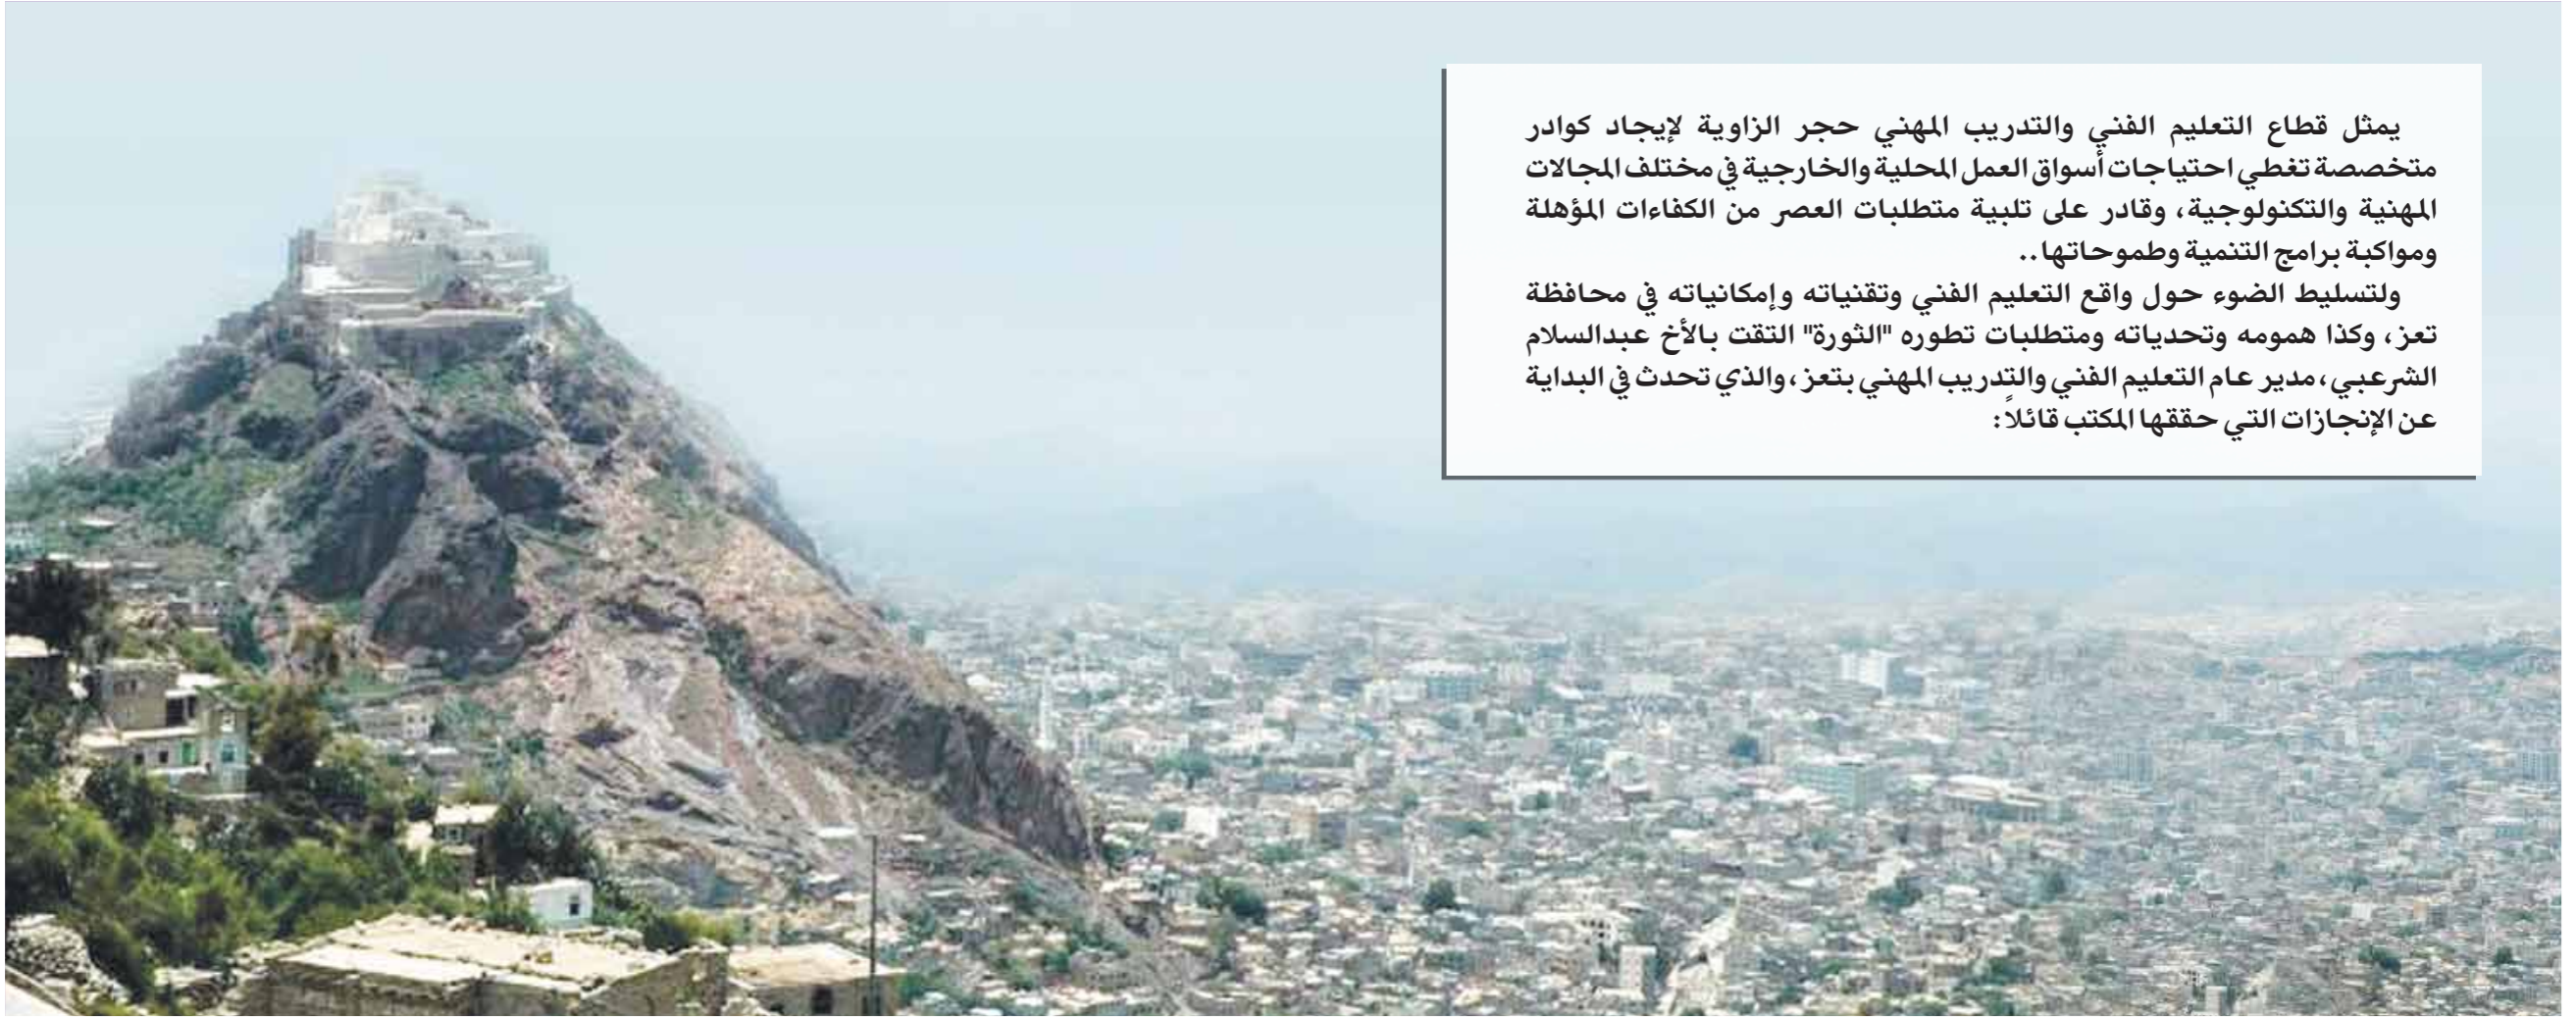 يمثل قطاع التعليم الفني والتدريب المهني حجر الزاوية لإيجاد كوادر
متخصصة تغطي احتياجات أسواق العمل المحلية والخارجية في مختلف المجالات
المهنية والتكنولوجية، وقادر على تلبية متطلبات العصر من الكفاءات المؤهلة
ومواكبة برامج التنمية وطموحاتها..
ولتسليط الضوء حول واقع التعليم الفني وتقنياته وإمكانياته في محافظة
تعز، وكذا همومه وتحدياته ومتطلبات تطوره "الثورة" التقت بالأخ عبدالسلام
الشرعبي، مدير عام التعليم الفني والتدريب المهني بتعز، والذي تحدث في البداية
عن الإنجازات التي حققها المكتب قائلاً: